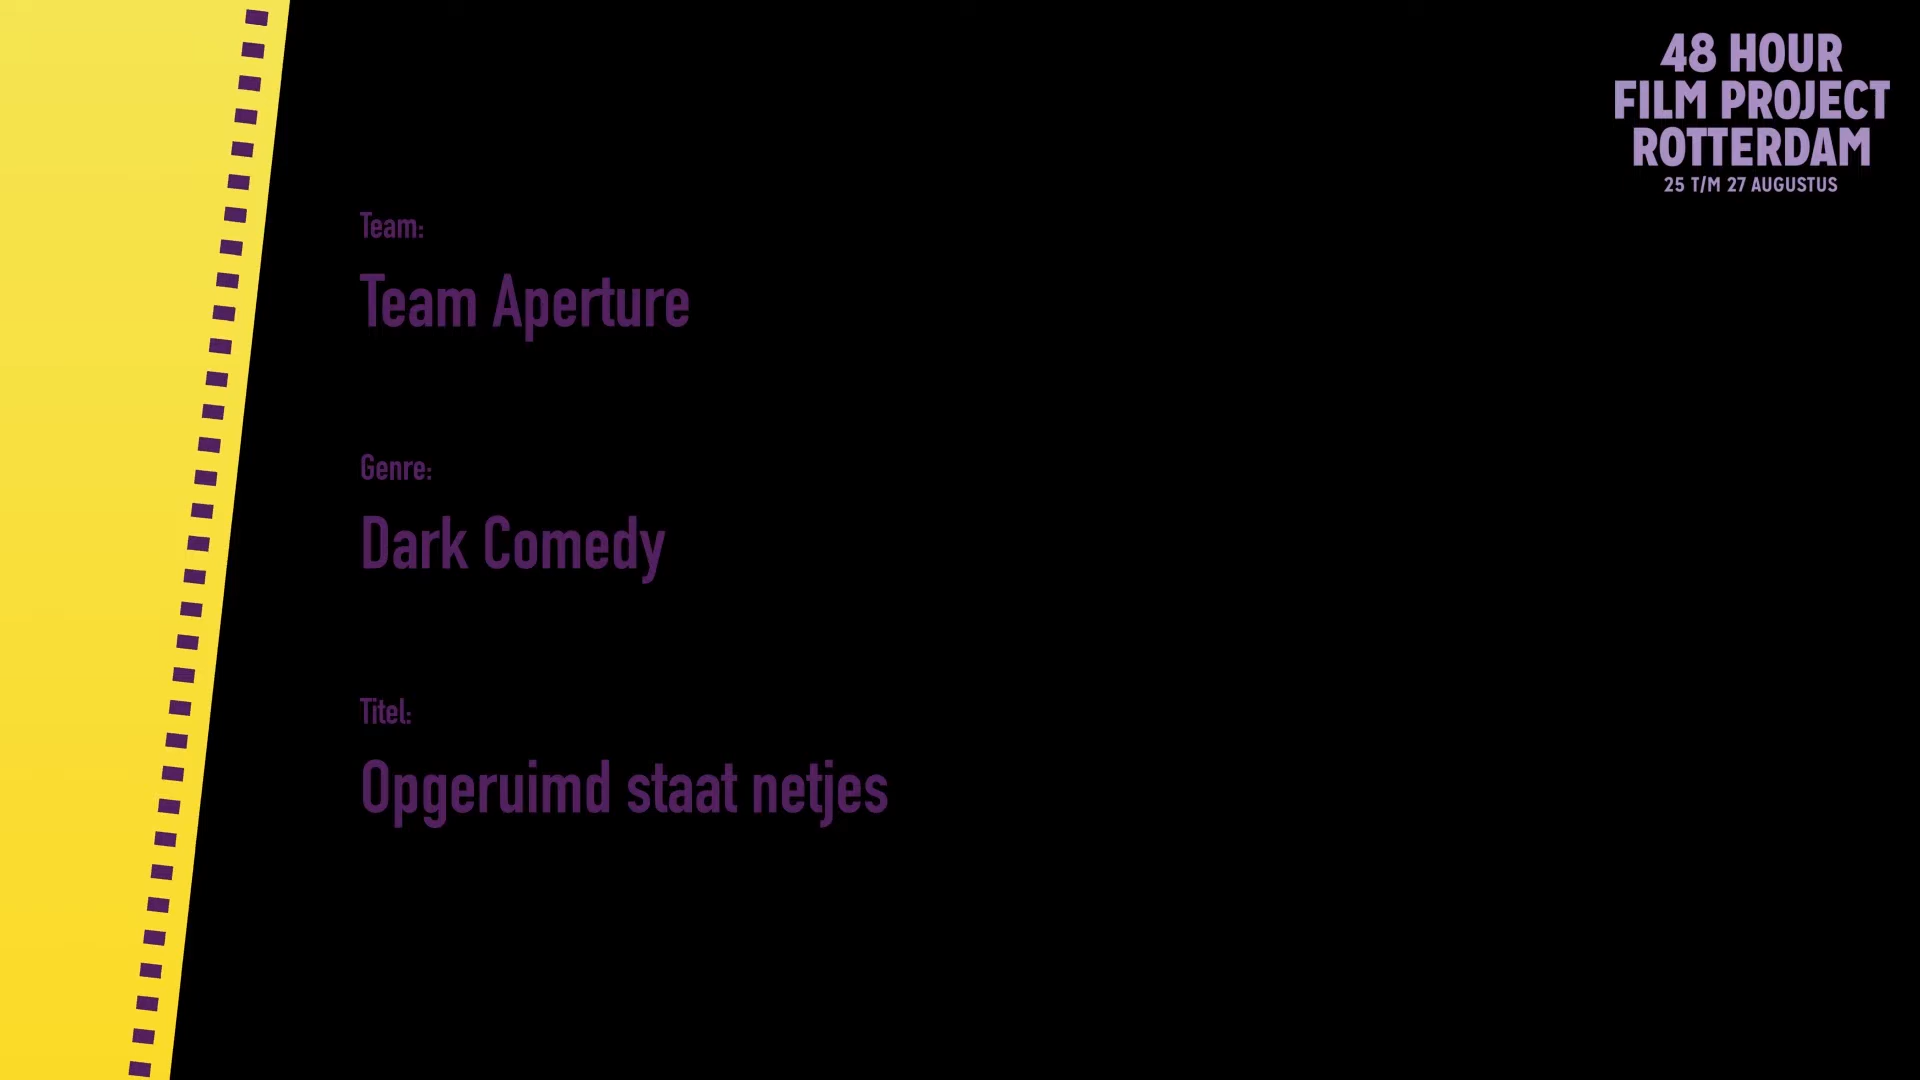 48 HOUR
FILM PROJECT
ROTTERDAM
25 T/M 27 AUGUSTUS
Team:
Team Aperture
Genre:
Dark Comedy
Titel:
Opgeruimd staat netjes